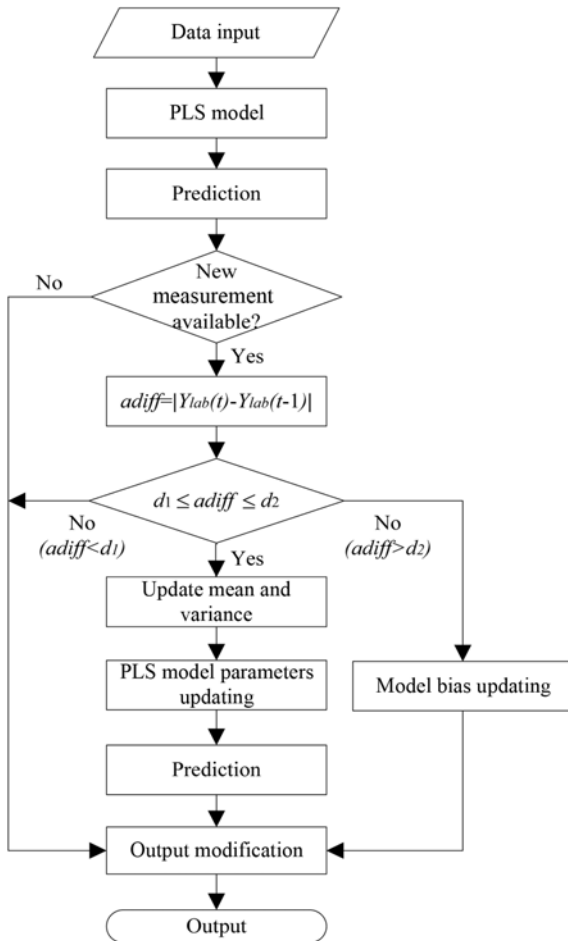 Data input
PLS model
Prediction
New
measurement
available?
No
Yes
adiff=|Ylab(t)-Ylab(t-1)|
d1 ≤ adiff ≤ d2
No
(adiff<d1)
No
(adiff>d2)
Yes
Update mean and
variance
PLS model parameters
updating
Model bias updating
Prediction
Output modification
Output